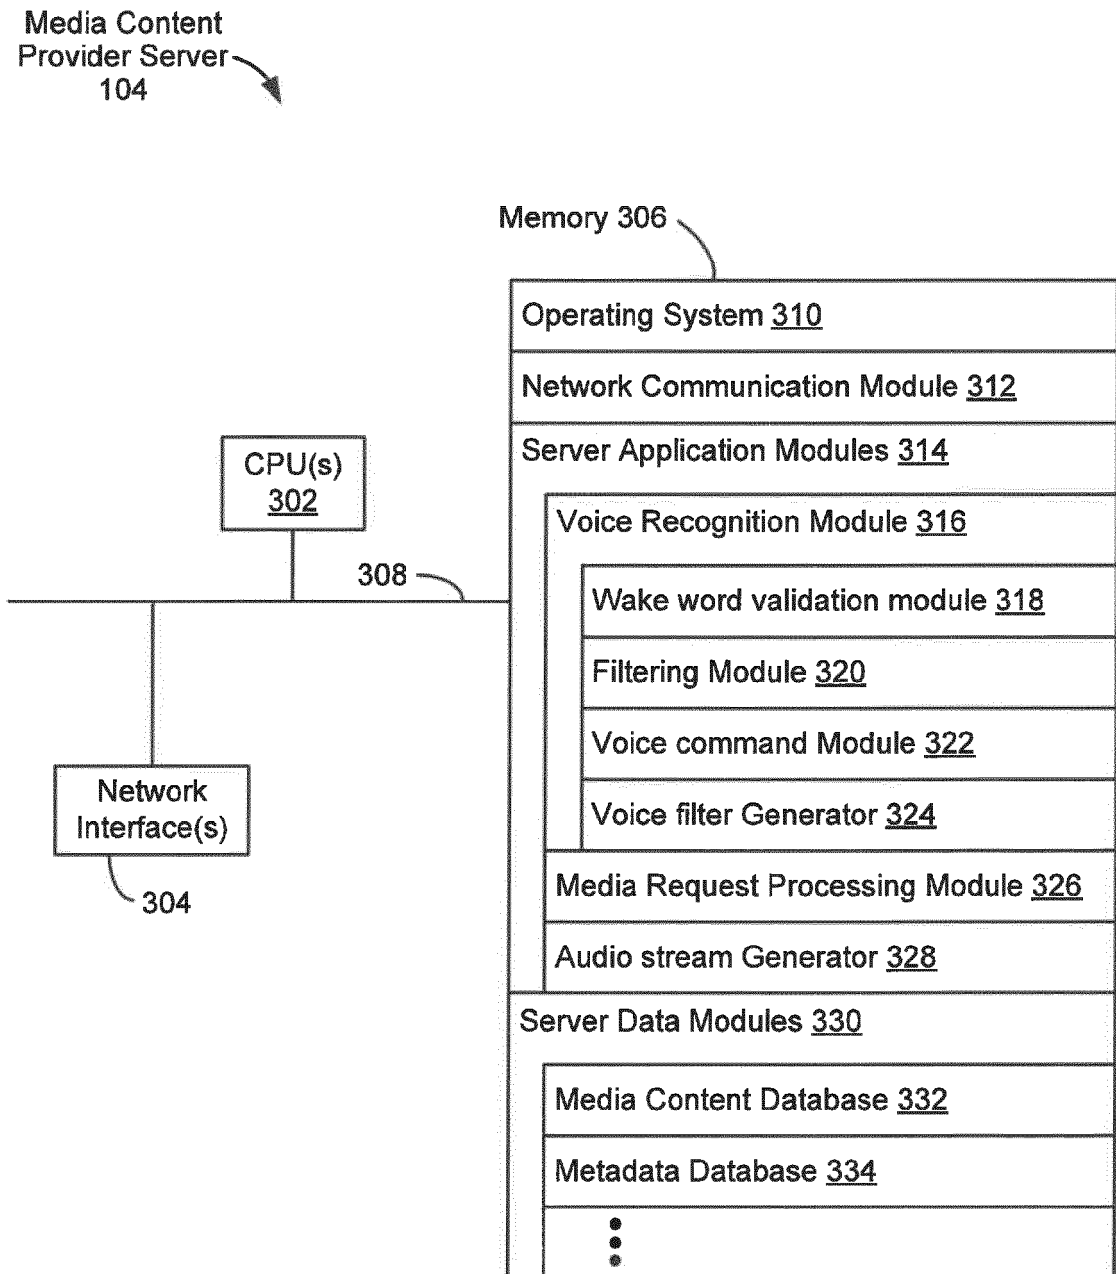 Media Content
Provider Server
104
Memory 306
Operating System 310
Network Communication Module 312
Server Application Modules 314
CPU(s)
302
Voice Recognition Module 316
308
Wake word validation module 318
Filtering Module 320
Voice command Module 322
Network
Interface(s)
Voice filter Generator 324
304
Media Request Processing Module 326
Audio stream Generator 328
Server Data Modules 330
Media Content Database 332
Metadata Database 334